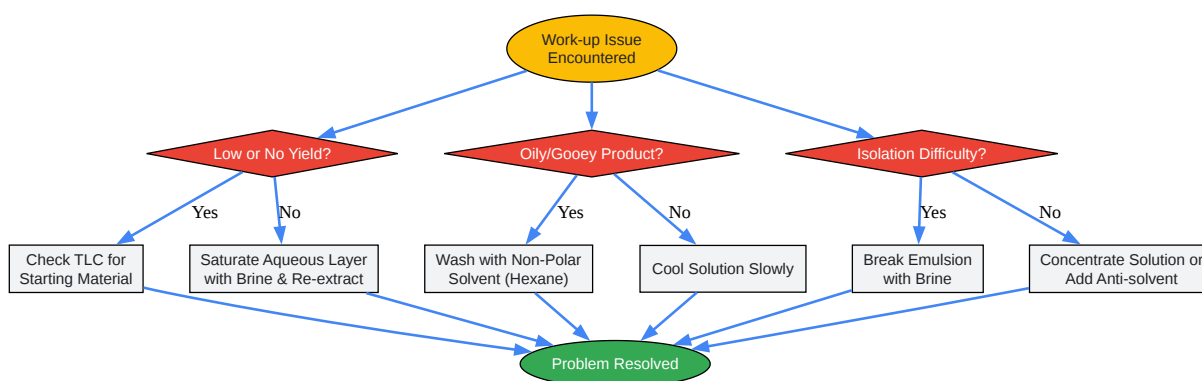 Work-up Issue
Encountered
Low or No Yield?
Oily/Gooey Product?
Isolation Difficulty?
Yes
No
Yes
No
Yes
No
Check TLC for
Starting Material
Saturate Aqueous Layer
with Brine & Re-extract
Wash with Non-Polar
Solvent (Hexane)
Cool Solution Slowly
Break Emulsion
with Brine
Concentrate Solution or
Add Anti-solvent
Problem Resolved